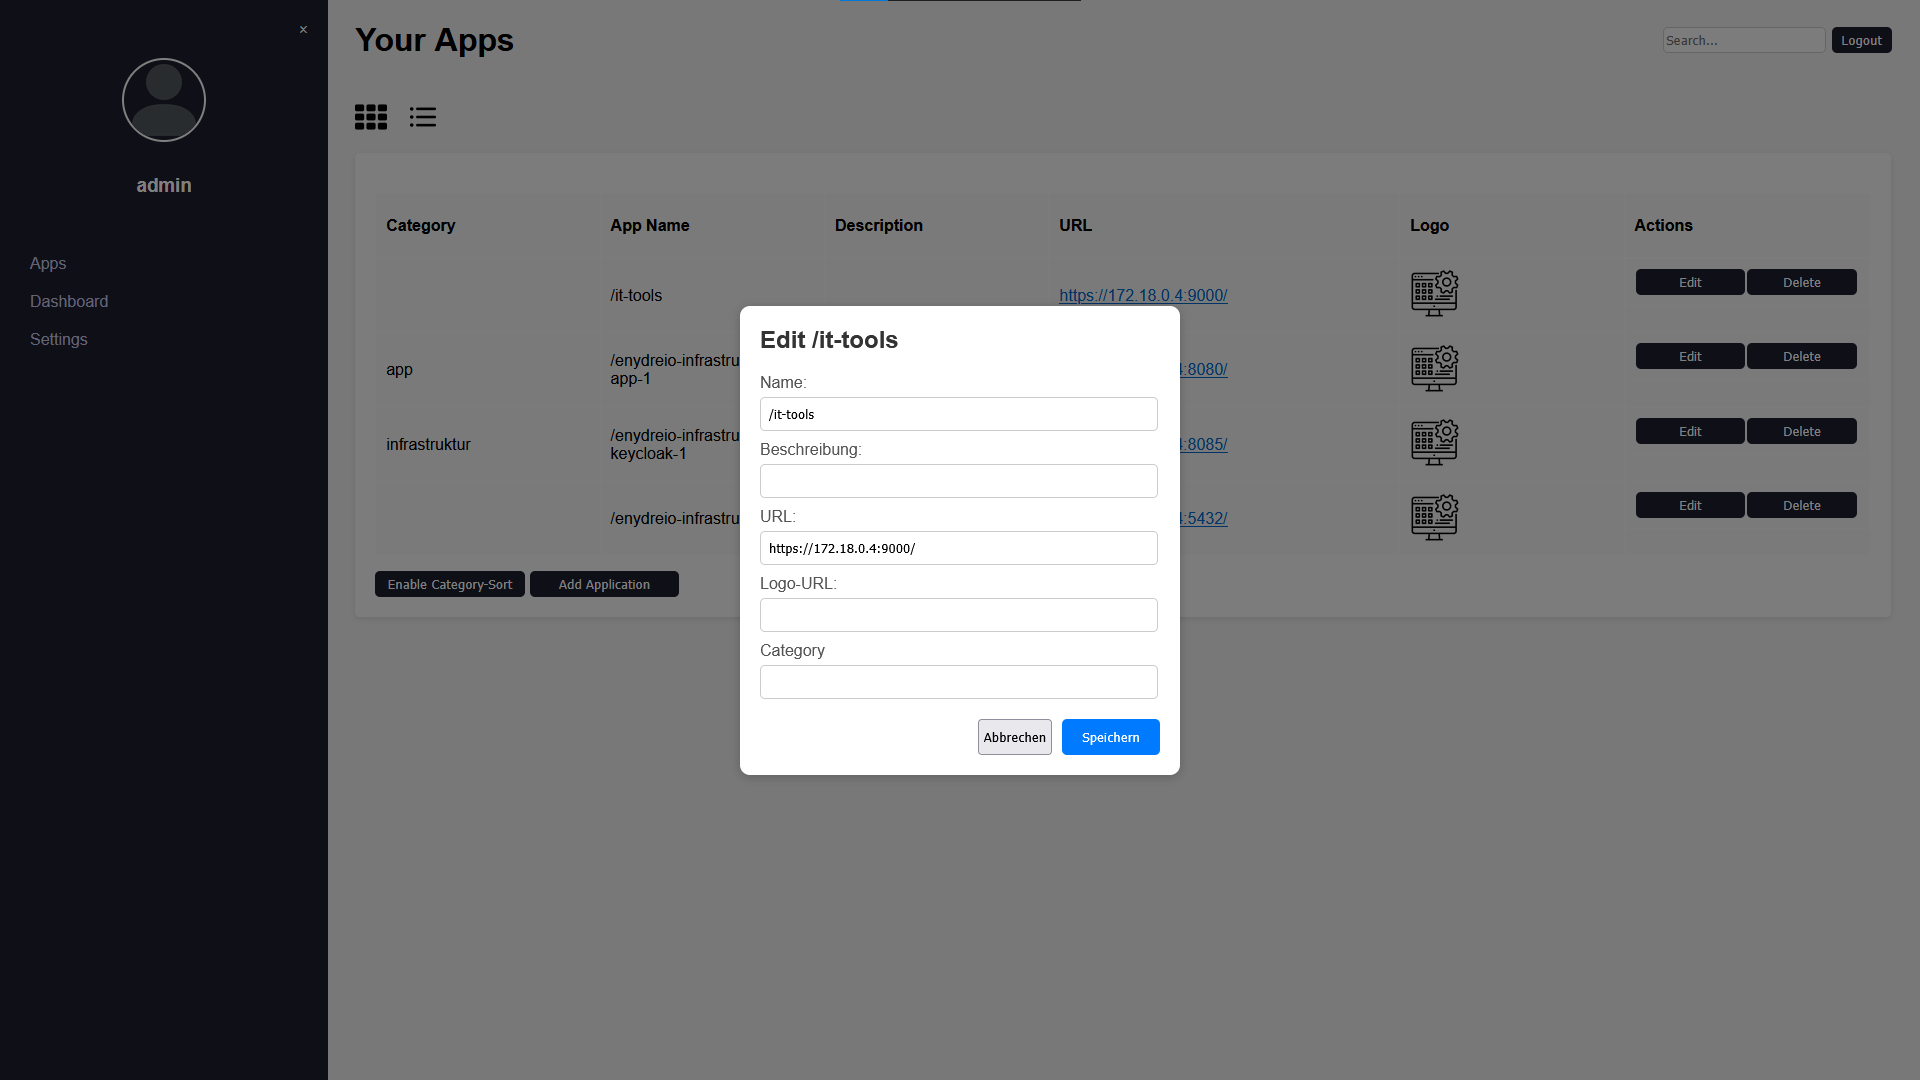 ×
admin
Apps
Dashboard
Settings
Your Apps
Search...
Logout
Category App Name Description URL Logo Actions
/it-tools https://172.18.0.4:9000/ Edit Delete
app /enydreio-infrastru
app-1 :8080/ Edit Delete
infrastruktur /enydreio-infrastru
keycloak-1 :8085/ Edit Delete
/enydreio-infrastru :5432/ Edit Delete
Enable Category-Sort Add Application
Edit /it-tools
Name:
/it-tools
Beschreibung:
URL:
https://172.18.0.4:9000/
Logo-URL:
Category
Abbrechen Speichern